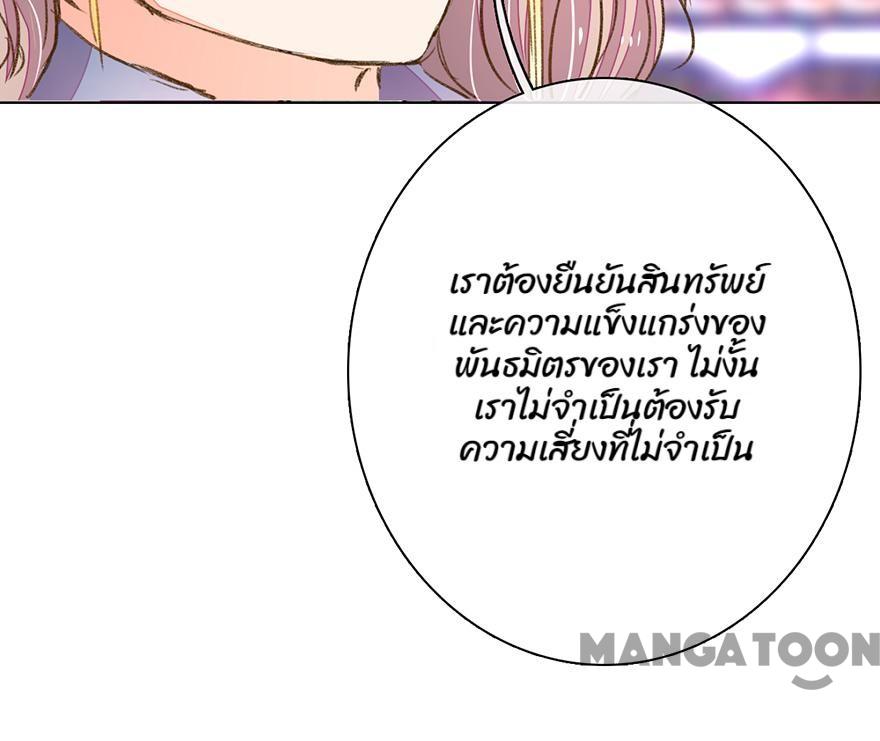 เราต้องยืนยันสินทรัพย์
และความแข็งแกร่งของ
พันธมิตรของเรา ไม่งั้น
เราไม่จำเป็นต้องรับ
ความเสี่ยงที่ไม่จำเป็น
MANGATOON